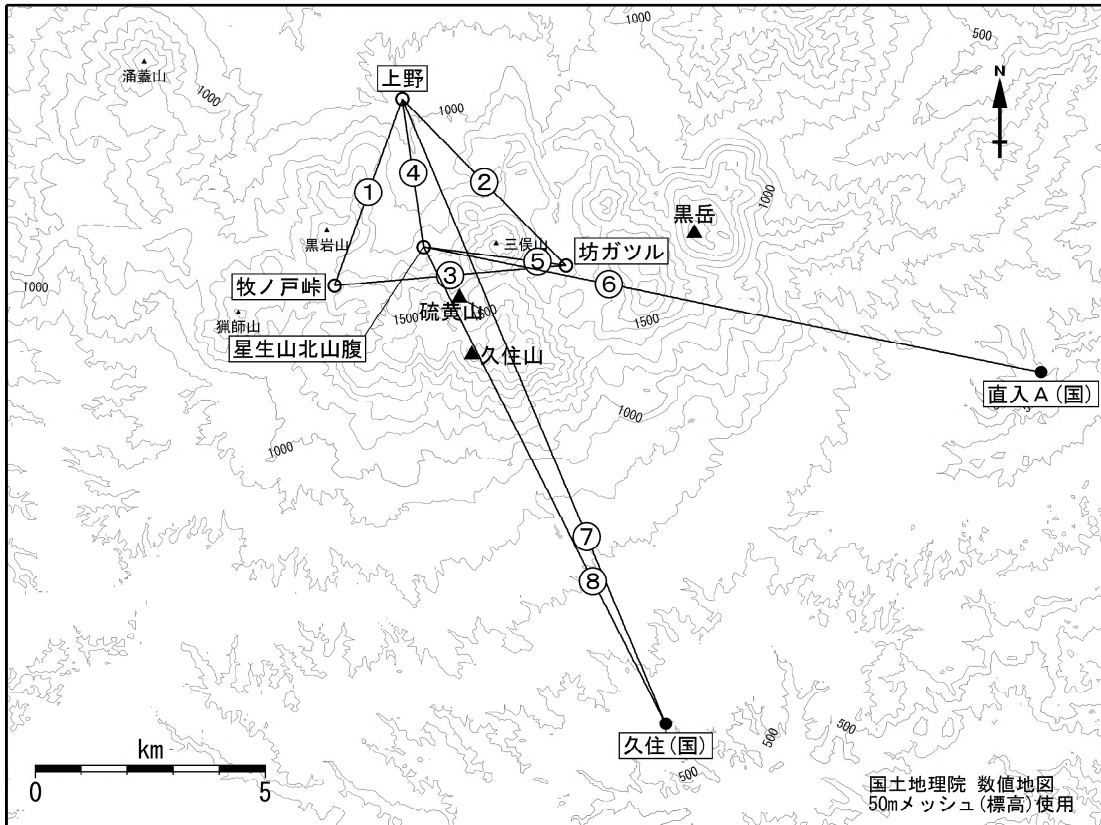 1000
500
涌蓋山
上野
N
1000
1000
④
①
②
1000
黒岳
黒岩山
三俣山
坊ガツル
⑤
③
⑥
1000
牧ノ戸峠
硫黄山
1500
1500
1500
猟師山
星生山北山腹
久住山
直入A(国)
1000
1000
⑦
⑧
久住(国)
500
500
500
km
0 5
国土地理院 数値地図
50mメッシュ(標高)使用